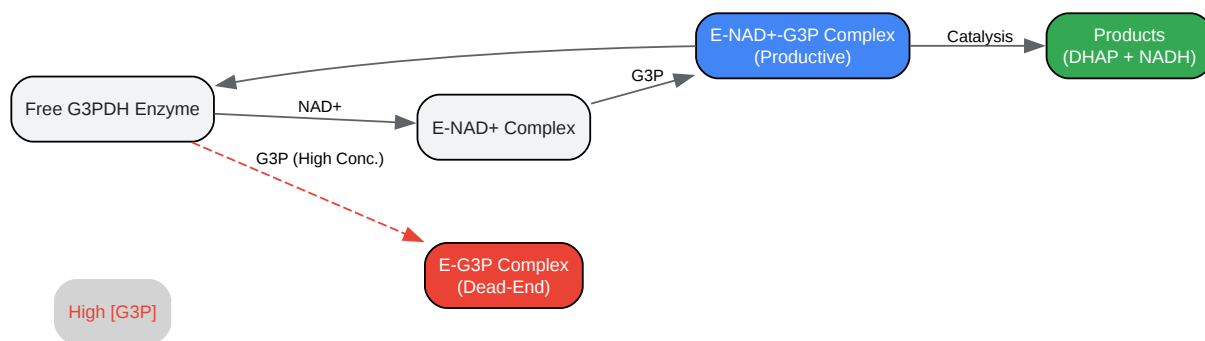 E-NAD+-G3P Complex
(Productive)
Catalysis
Products
(DHAP + NADH)
G3P
Free G3PDH Enzyme
NAD+
E-NAD+ Complex
G3P (High Conc.)
E-G3P Complex
(Dead-End)
High [G3P]